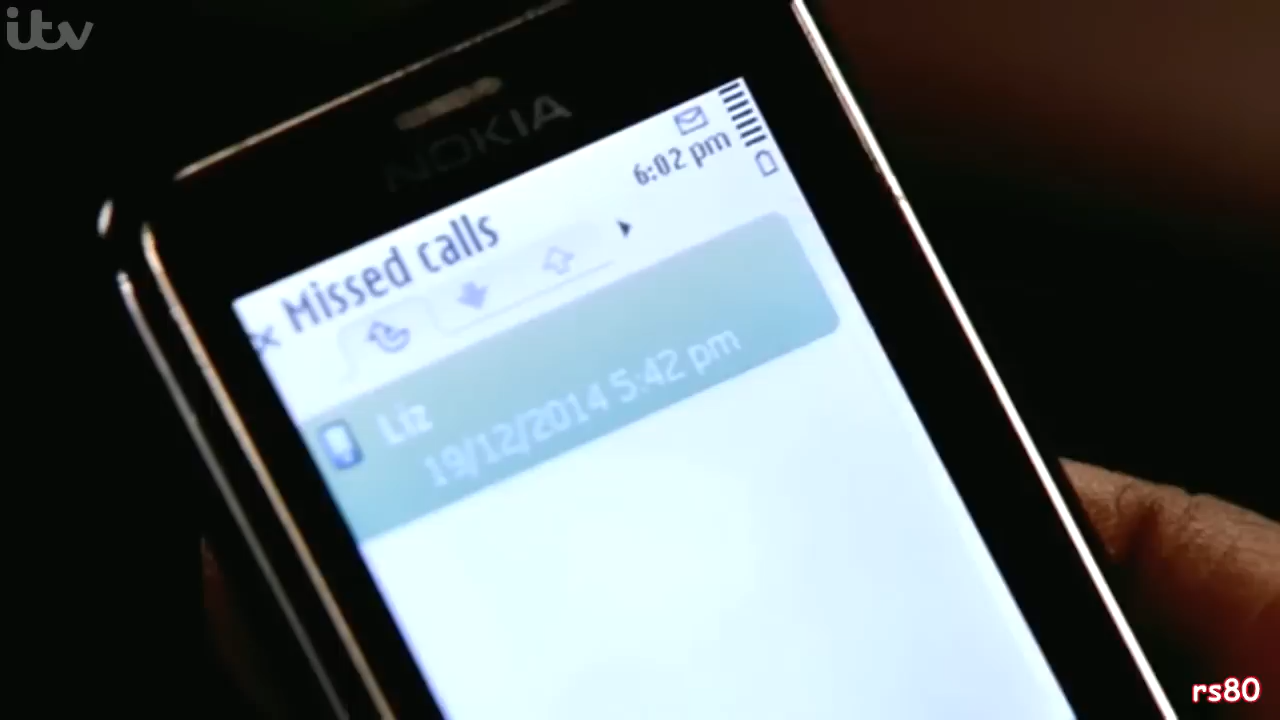 itv
NOKIA
6:02 pm
Missed calls
Liz
19/12/2014 5:42 pm
rs80